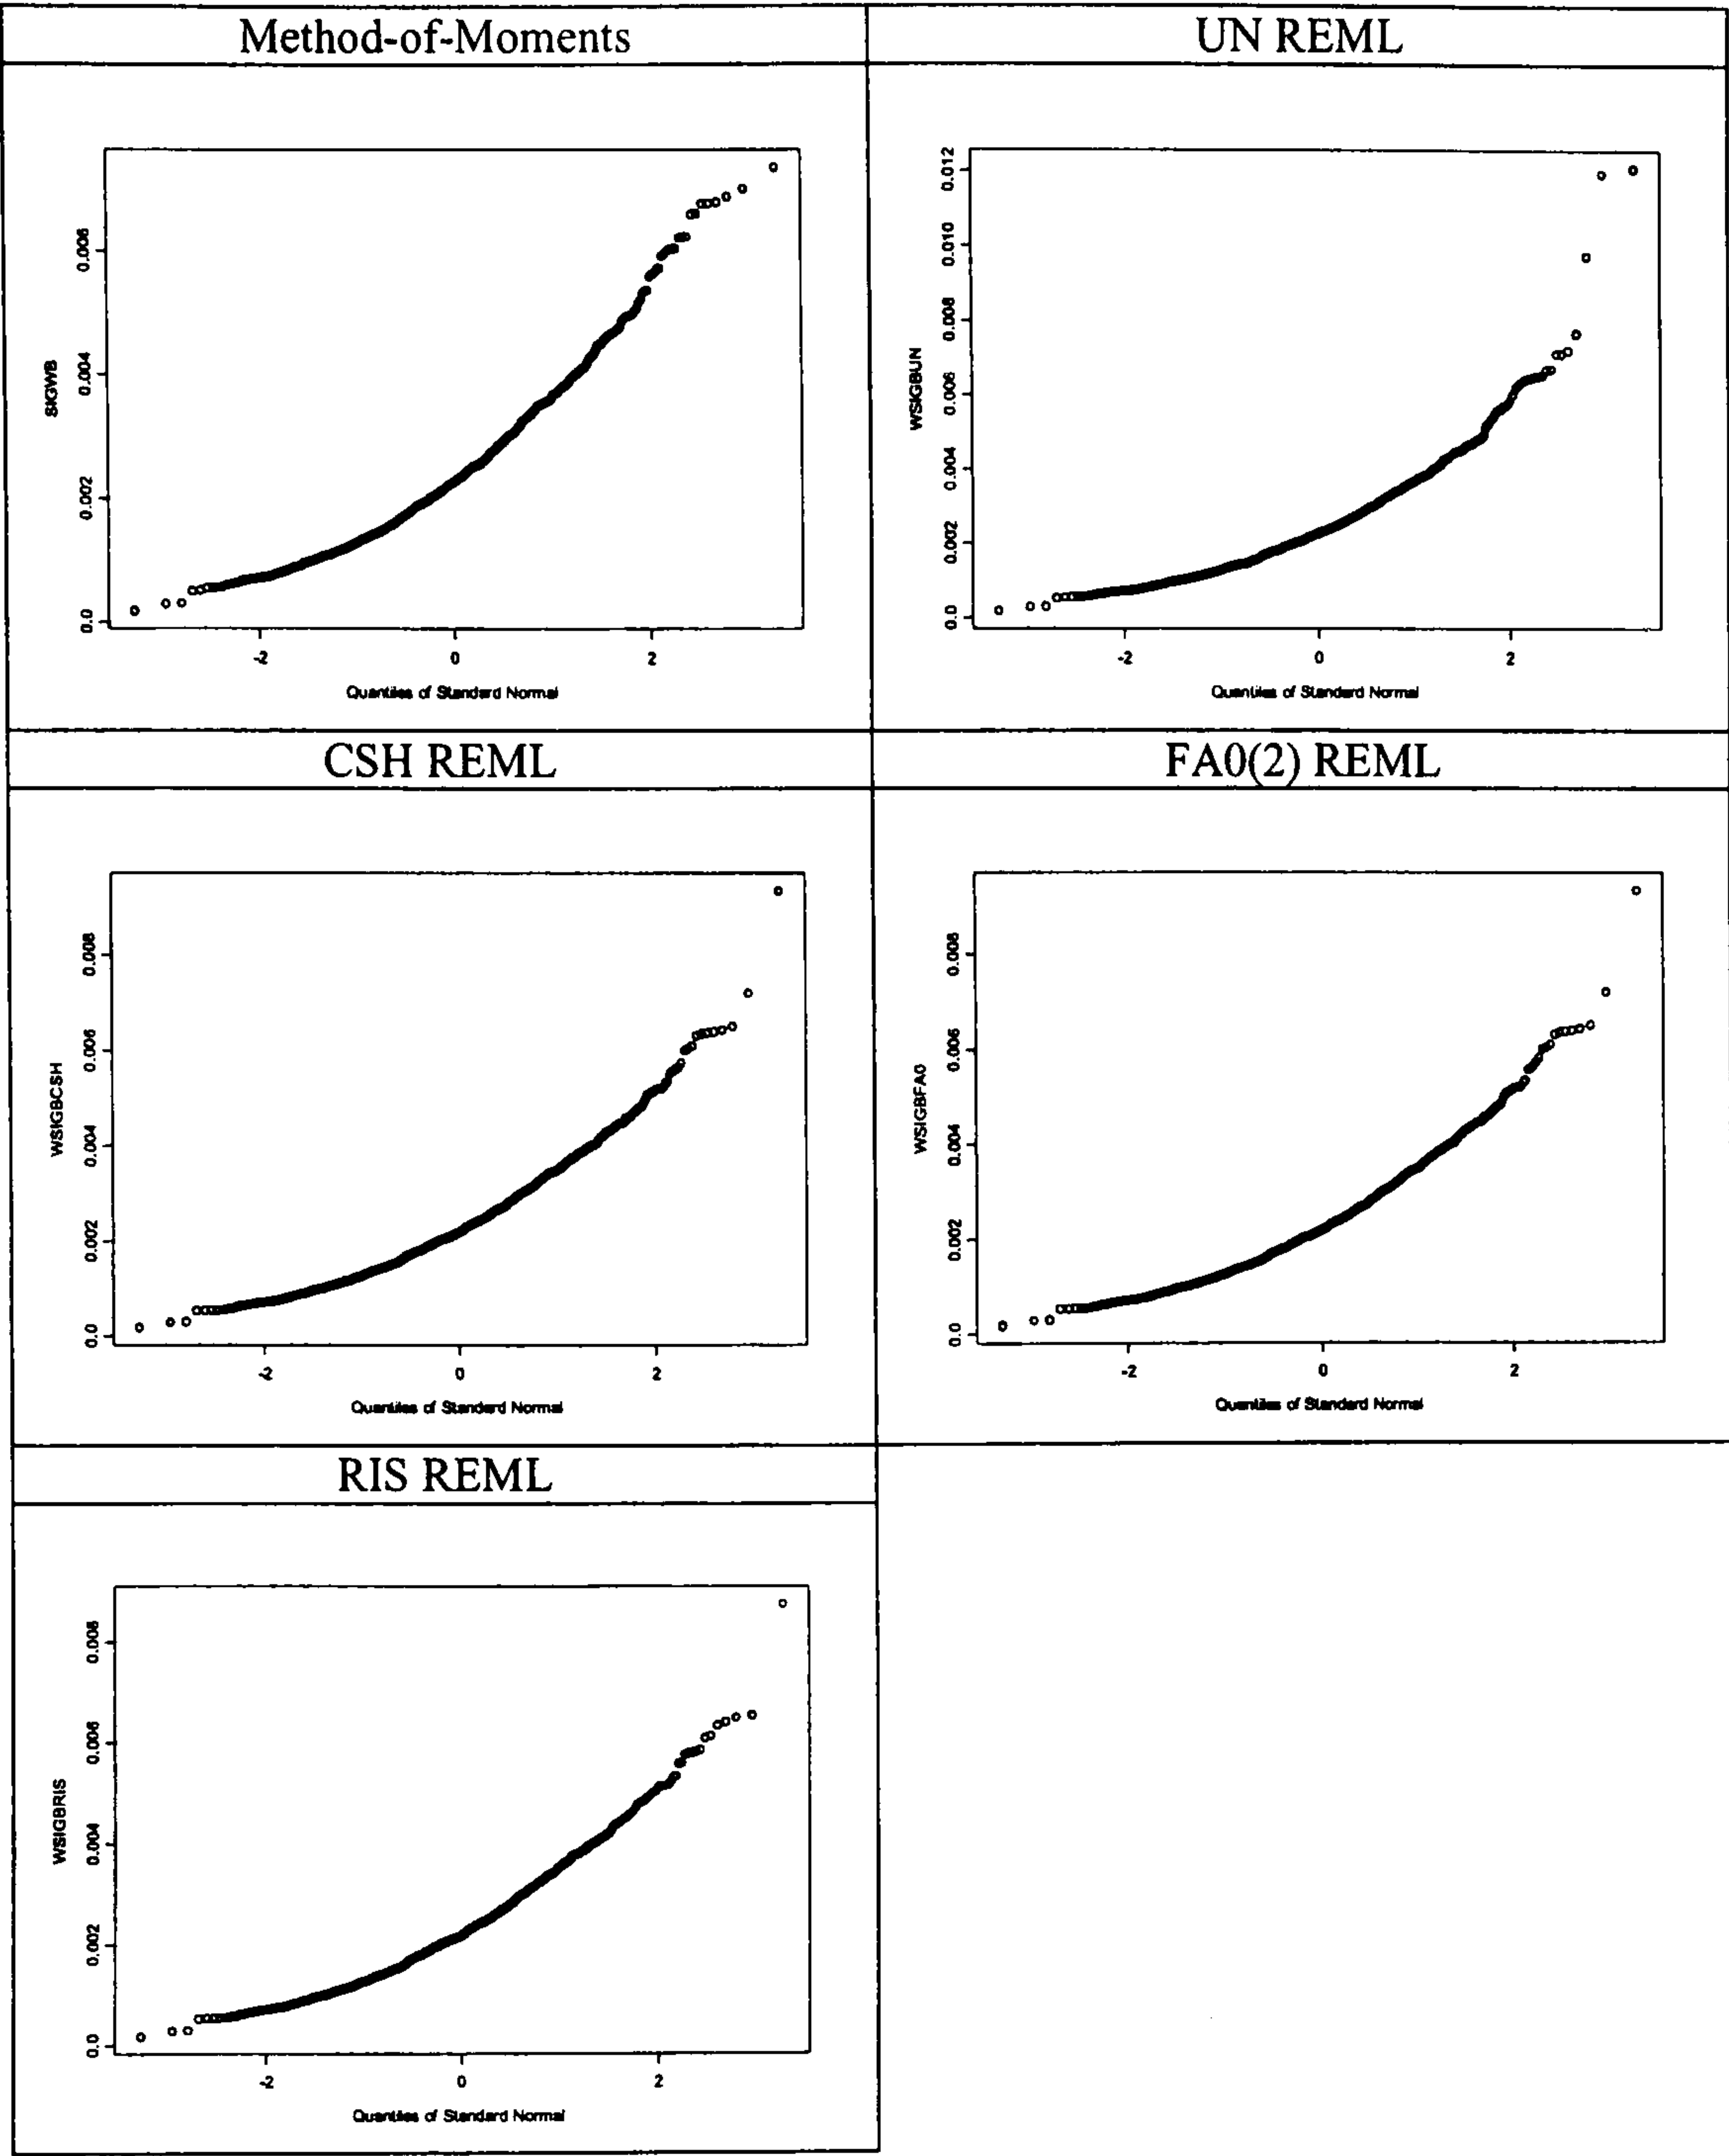 Method-of-Moments
UN REML
SIGWB
0.0
0.002
0.004
0.006
-2
0
2
Quantiles of Standard Normal
WSIGBUN
0.0
0.002
0.004
0.006
0.008
0.010
0.012
-2
0
2
Quantiles of Standard Normal
CSH REML
FA0(2) REML
WSIGBCSH
0.0
0.002
0.004
0.006
0.008
-2
0
2
Quantiles of Standard Normal
WSIGBFA0
0.0
0.002
0.004
0.006
0.008
-2
0
2
Quantiles of Standard Normal
RIS REML
WSIGBRIS
0.0
0.002
0.004
0.006
0.008
-2
0
2
Quantiles of Standard Normal